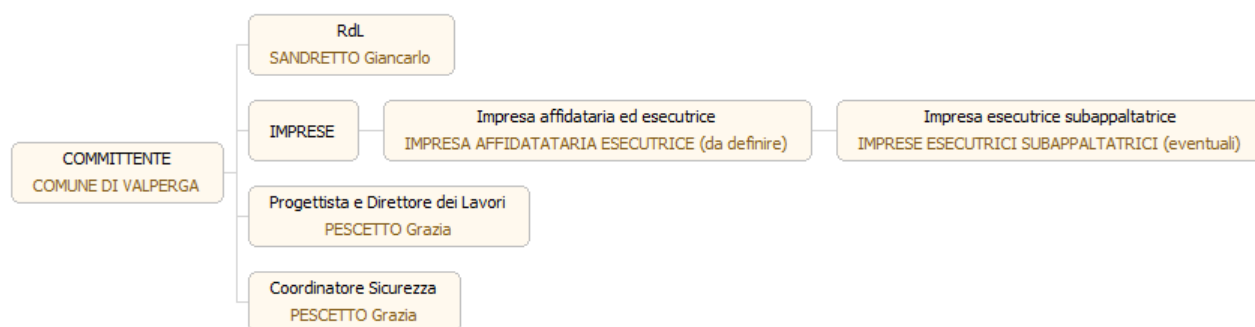 RdL
SANDRETTO Giancarlo
IMPRESE
Impresa affidataria ed esecutrice
IMPRESA AFFIDATATARIA ESECUTRICE (da definire)
Impresa esecutrice subappaltatrice
IMPRESE ESECUTRICI SUBAPPALTATRICI (eventuali)
COMMITTENTE
COMUNE DI VALPERGA
Progettista e Direttore dei Lavori
PESCETTO Grazia
Coordinatore Sicurezza
PESCETTO Grazia